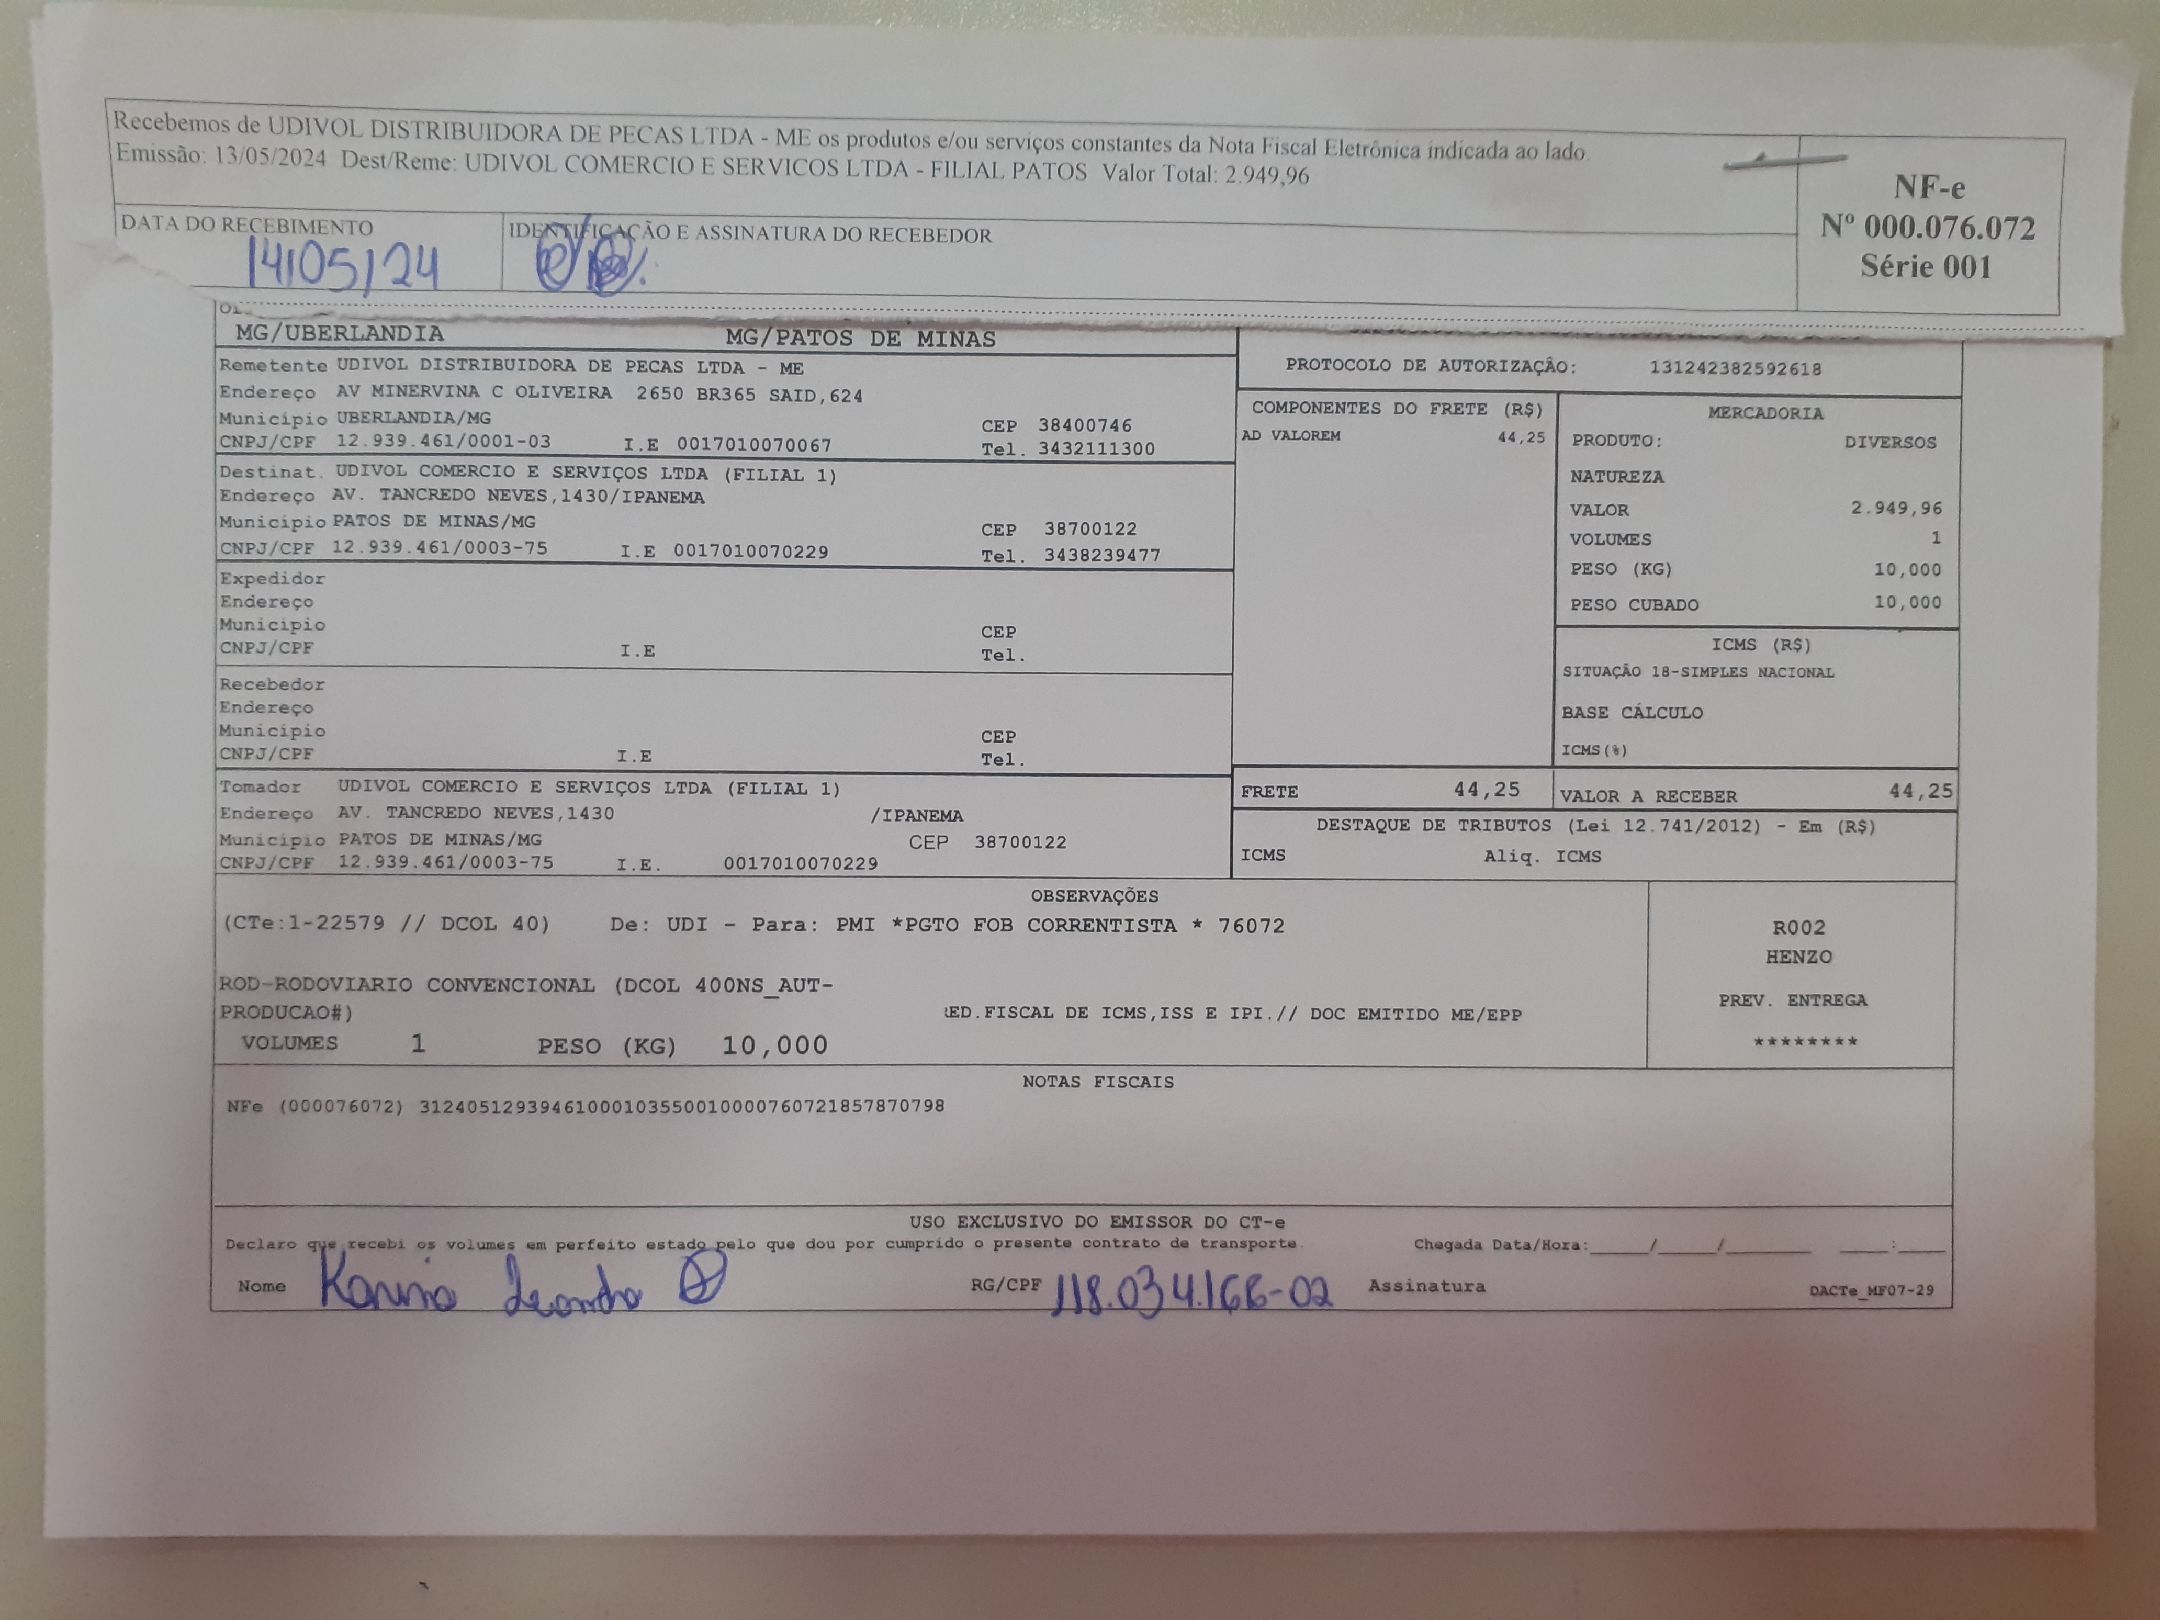 Recebemos de UDIVOL DISTRIBUIDORA DE PECAS LTDA - ME os produtos e/ou serviços constantes da Nota Fiscal Eletrônica indicada ao lado.
Emissão: 13/05/2024 Dest/Reme: UDIVOL COMERCIO E SERVICOS LTDA - FILIAL PATOS Valor Total: 2.949,96
NF-e
Nº 000.076.072
Série 001
DATA DO RECEBIMENTO
14/05/24
IDENTIFICAÇÃO E ASSINATURA DO RECEBEDOR
MG/UBERLANDIA MG/PATOS DE MINAS
Remetente UDIVOL DISTRIBUIDORA DE PECAS LTDA - ME
Endereço AV MINERVINA C OLIVEIRA 2650 BR365 SAID,624
Município UBERLANDIA/MG CEP 38400746
CNPJ/CPF 12.939.461/0001-03 I.E 0017010070067 Tel. 3432111300
Destinat. UDIVOL COMERCIO E SERVIÇOS LTDA (FILIAL 1)
Endereço AV. TANCREDO NEVES,1430/IPANEMA
Município PATOS DE MINAS/MG CEP 38700122
CNPJ/CPF 12.939.461/0003-75 I.E 0017010070229 Tel. 3438239477
Expedidor
Endereço
Município CEP
CNPJ/CPF I.E Tel.
Recebedor
Endereço
Município CEP
CNPJ/CPF I.E Tel.
Tomador UDIVOL COMERCIO E SERVIÇOS LTDA (FILIAL 1)
Endereço AV. TANCREDO NEVES,1430 /IPANEMA
Município PATOS DE MINAS/MG CEP 38700122
CNPJ/CPF 12.939.461/0003-75 I.E. 0017010070229
PROTOCOLO DE AUTORIZAÇÂO: 131242382592618
COMPONENTES DO FRETE (R$)
AD VALOREM 44,25
MERCADORIA
PRODUTO: DIVERSOS
NATUREZA
VALOR 2.949,96
VOLUMES 1
PESO (KG) 10,000
PESO CUBADO 10,000
ICMS (R$)
SITUAÇÃO 18-SIMPLES NACIONAL
BASE CÁLCULO
ICMS(%)
FRETE 44,25 VALOR A RECEBER 44,25
DESTAQUE DE TRIBUTOS (Lei 12.741/2012) - Em (R$)
ICMS Aliq. ICMS
OBSERVAÇÕES
(CTe:1-22579 // DCOL 40) De: UDI - Para: PMI *PGTO FOB CORRENTISTA * 76072
ROD-RODOVIARIO CONVENCIONAL (DCOL 400NS_AUT-
PRODUCAO#) ED.FISCAL DE ICMS,ISS E IPI.// DOC EMITIDO ME/EPP
VOLUMES 1 PESO (KG) 10,000
R002
HENZO
PREV. ENTREGA
********
NOTAS FISCAIS
NFe (000076072) 31240512939461000103550010000760721857870798
USO EXCLUSIVO DO EMISSOR DO CT-e
Declaro que recebi os volumes em perfeito estado pelo que dou por cumprido o presente contrato de transporte. Chegada Data/Hora:_____/_____/_______ ____:____
Nome RG/CPF Assinatura DACTe_MF07-29